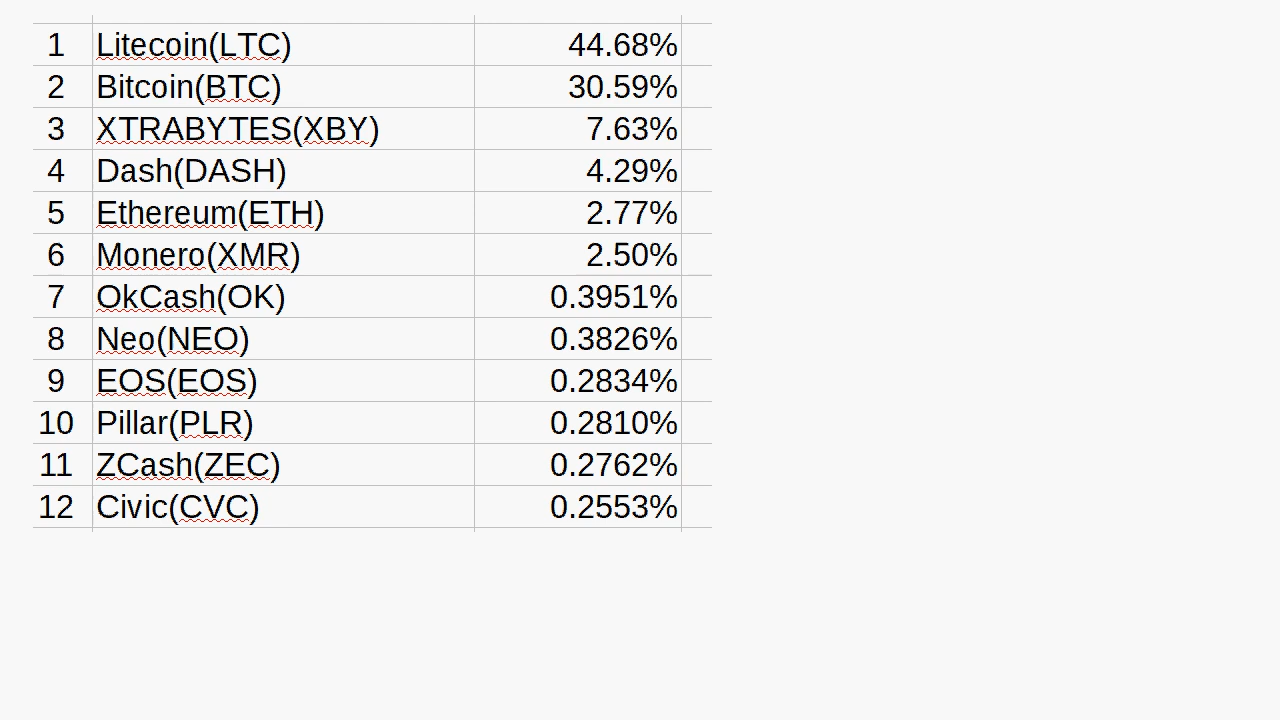 1 Litecoin(LTC) 44.68%
2 Bitcoin(BTC) 30.59%
3 XTRABYTES(XBY) 7.63%
4 Dash(DASH) 4.29%
5 Ethereum(ETH) 2.77%
6 Monero(XMR) 2.50%
7 OkCash(OK) 0.3951%
8 Neo(NEO) 0.3826%
9 EOS(EOS) 0.2834%
10 Pillar(PLR) 0.2810%
11 ZCash(ZEC) 0.2762%
12 Civic(CVC) 0.2553%